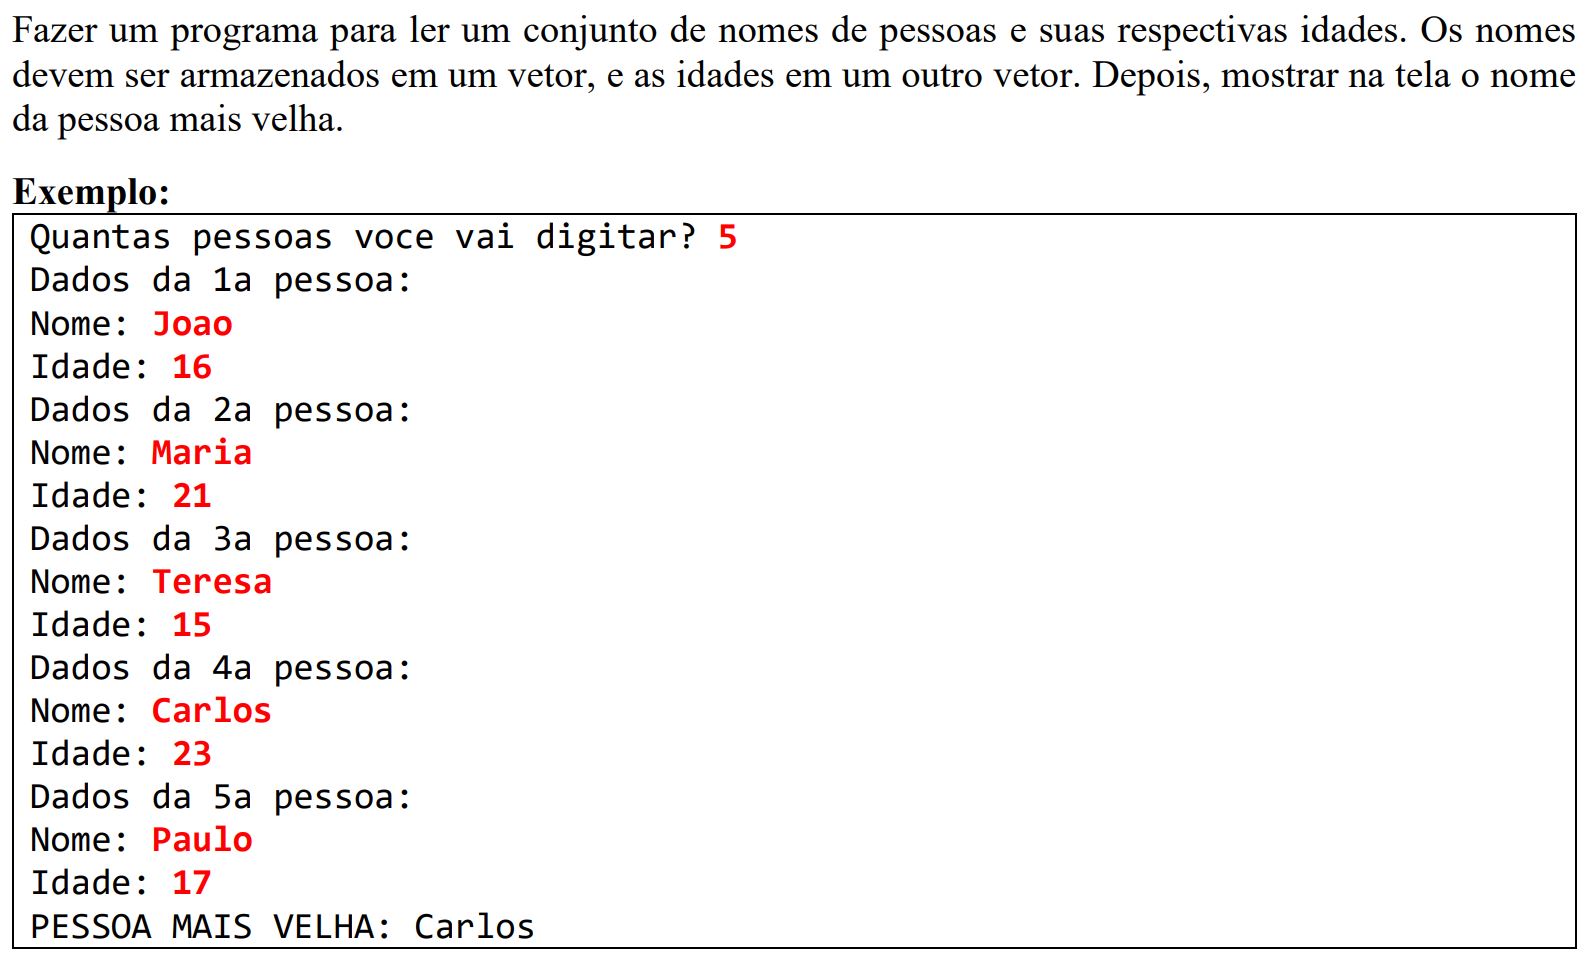 Fazer um programa para ler um conjunto de nomes de pessoas e suas respectivas idades. Os nomes
devem ser armazenados em um vetor, e as idades em um outro vetor. Depois, mostrar na tela o nome
da pessoa mais velha.
Exemplo:
Quantas pessoas voce vai digitar? 5
Dados da 1a pessoa:
Nome: Joao
Idade: 16
Dados da 2a pessoa:
Nome: Maria
Idade: 21
Dados da 3a pessoa:
Nome: Teresa
Idade: 15
Dados da 4a pessoa:
Nome: Carlos
Idade: 23
Dados da 5a pessoa:
Nome: Paulo
Idade: 17
PESSOA MAIS VELHA: Carlos